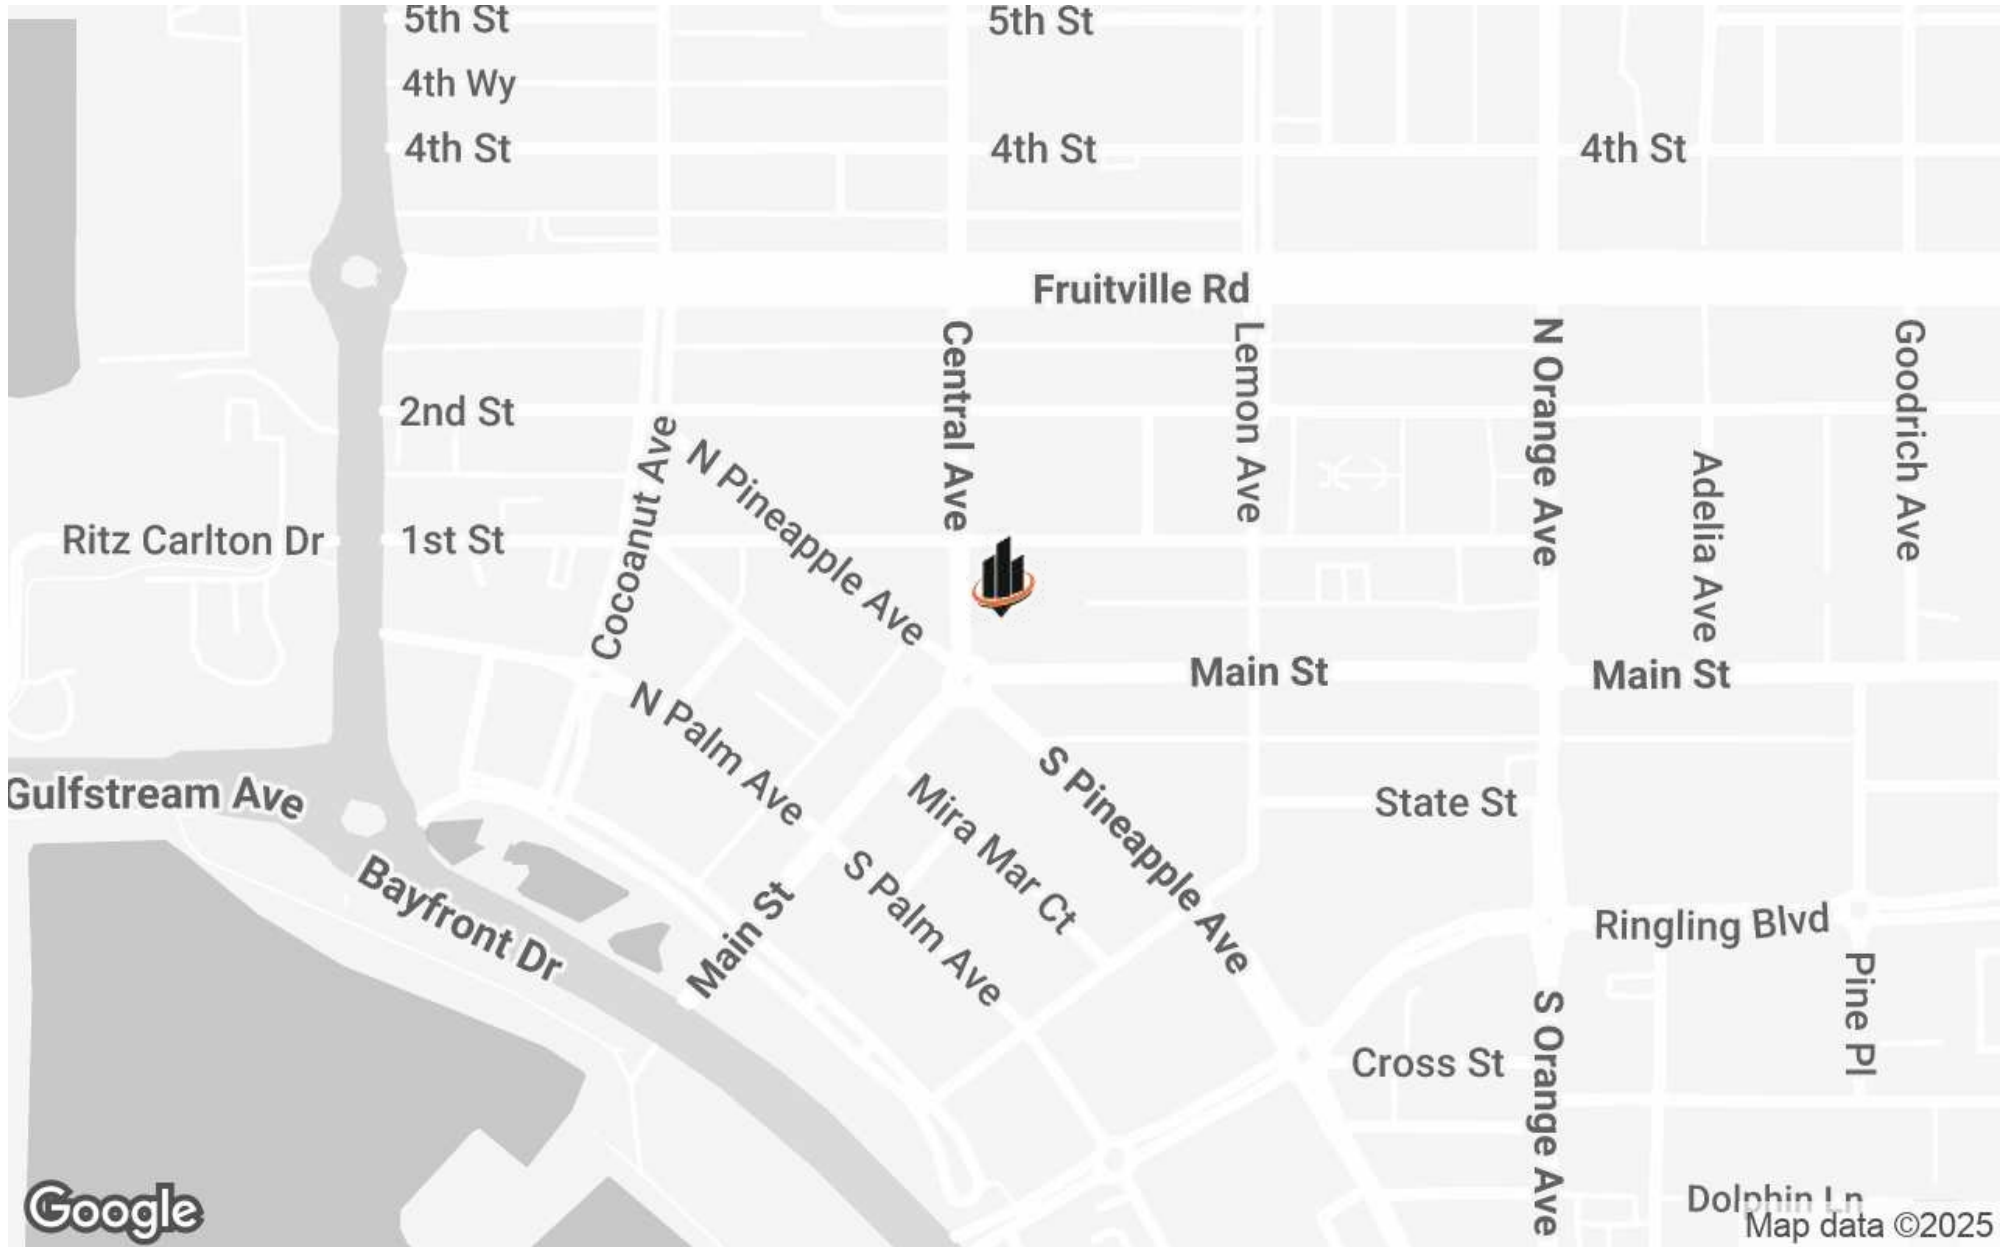 5th St
5th St
4th Wy
4th St
4th St
4th St
Fruitville Rd
Central Ave
Lemon Ave
N Orange Ave
Goodrich Ave
2nd St
N Pineapple Ave
Cocoanut Ave
Adelia Ave
Ritz Carlton Dr
1st St
Main St
Main St
N Palm Ave
S Pineapple Ave
Mira Mar Ct
State St
Gulfstream Ave
Bayfront Dr
S Palm Ave
Main St
Ringling Blvd
Pine Pl
S Orange Ave
Cross St
Dolphin Ln
Google
Map data ©2025